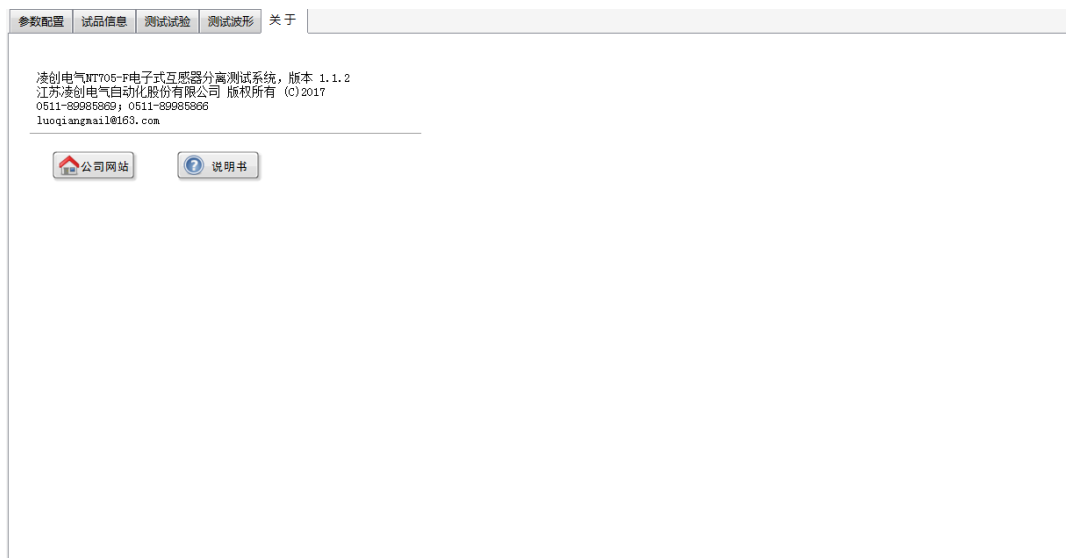 参数配置 试品信息 测试试验 测试波形 关于
凌创电气NT705-F电子式互感器分离测试系统，版本 1.1.2
江苏凌创电气自动化股份有限公司 版权所有 (C)2017
0511-89985869；0511-89985866
luoqiangmail@163.com
公司网站 说明书